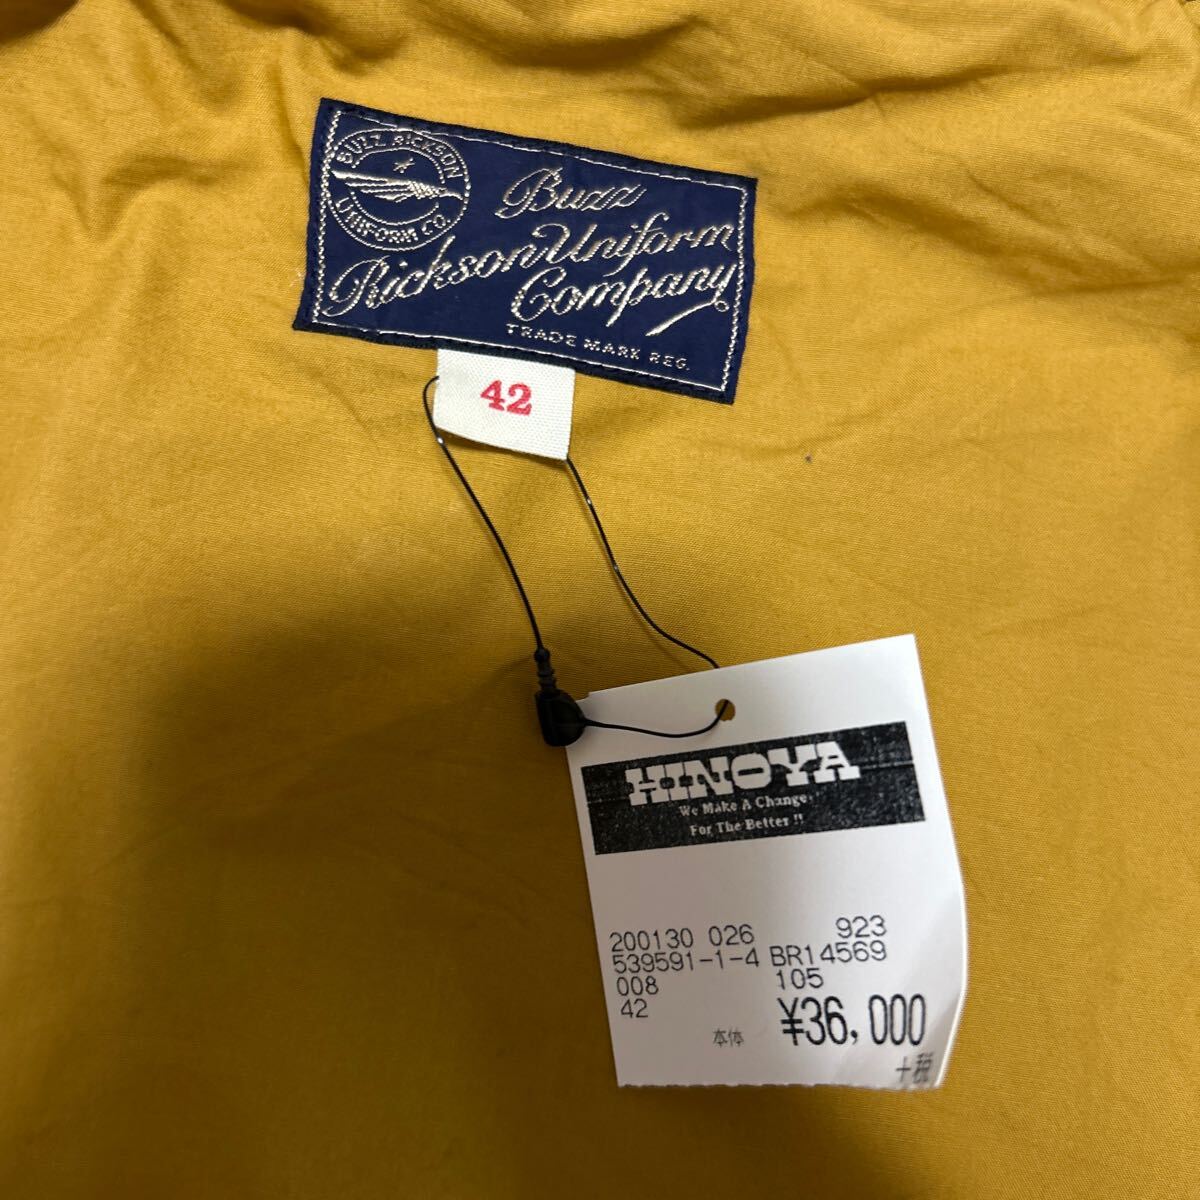 BUZZ RICKSON
UNIFORM CO.
Buzz
Rickson Uniform
Company
TRADE MARK REG.
42
HINOYA
We Make A Change
For The Better !!
200130 026 923
539591-1-4 BR14569
008 105
42
本体 ¥36,000
+税